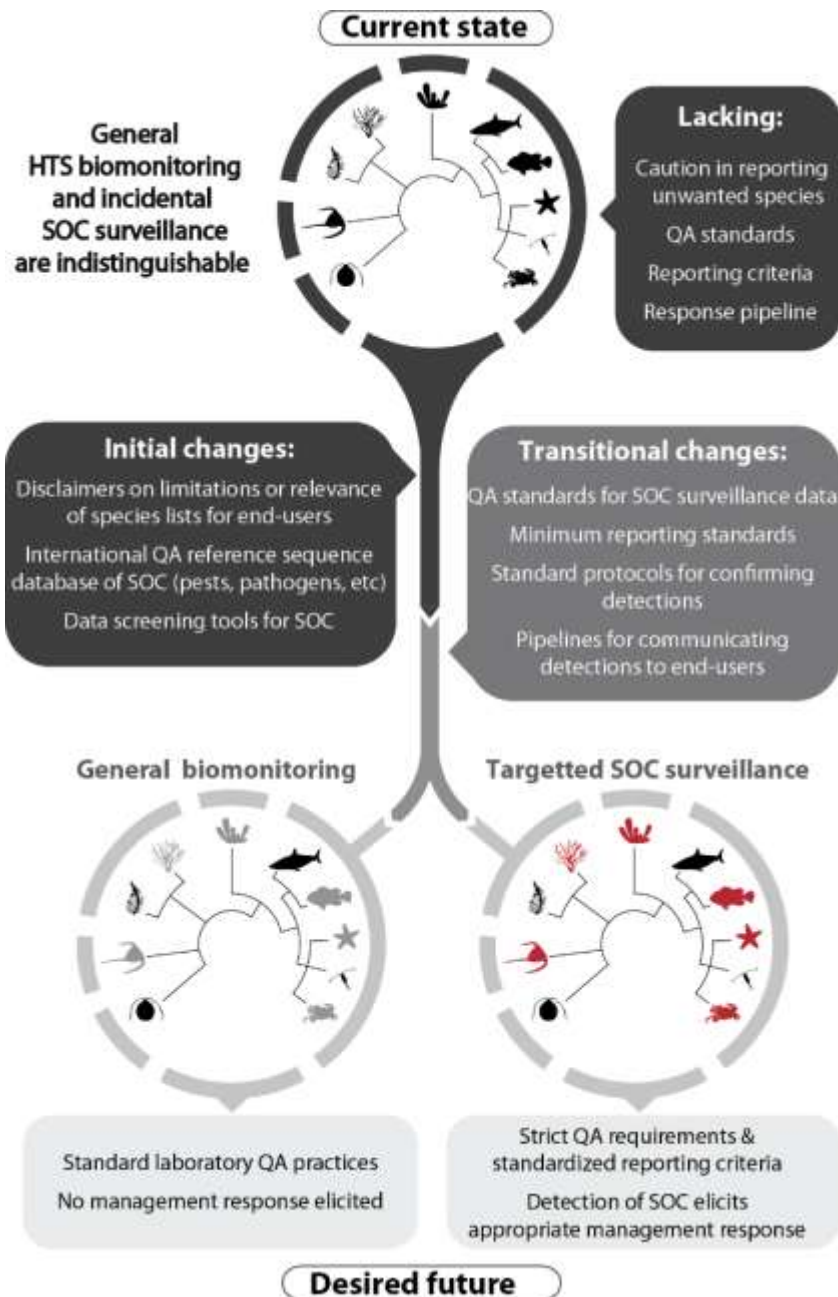 Current state
General
HTS biomonitoring
and incidental
SOC surveillance
are indistinguishable
Lacking:
Caution in reporting
unwanted species
QA standards
Reporting criteria
Response pipeline
Initial changes:
Disclaimers on limitations or relevance
of species lists for end-users
International QA reference sequence
database of SOC (pests, pathogens, etc)
Data screening tools for SOC
Transitional changes:
QA standards for SOC surveillance data
Minimum reporting standards
Standard protocols for confirming
detections
Pipelines for communicating
detections to end-users
General biomonitoring
Targetted SOC surveillance
Standard laboratory QA practices
No management response elicited
Strict QA requirements &
standardized reporting criteria
Detection of SOC elicits
appropriate management response
Desired future